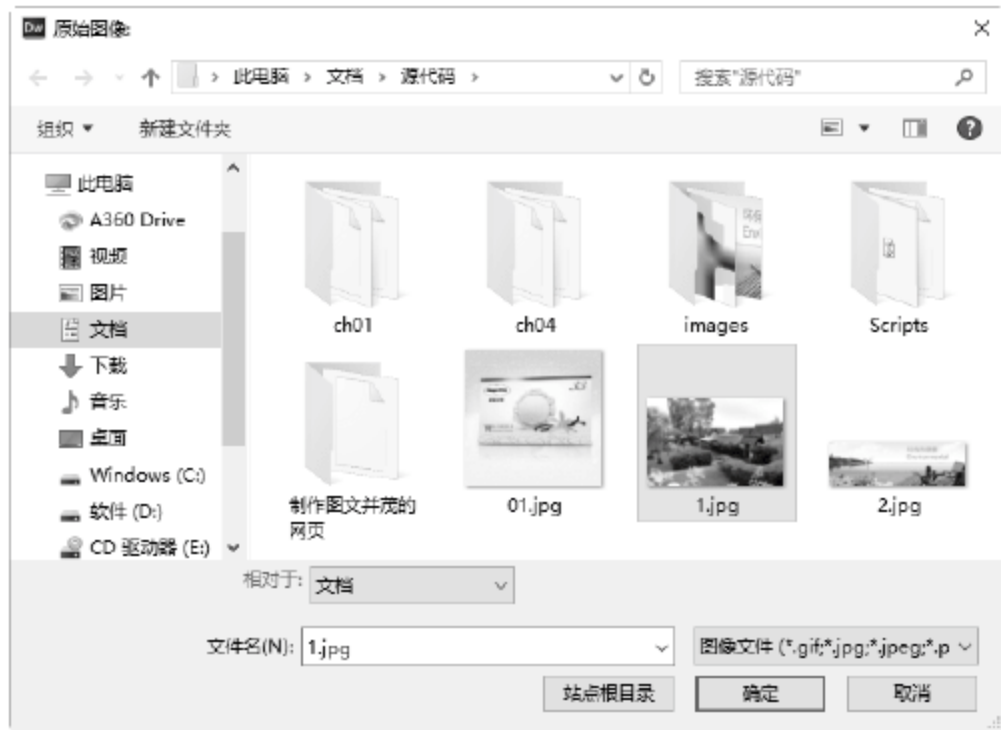 Dw 原始图像:
此电脑 > 文档 > 源代码 >
搜索"源代码"
组织
新建文件夹
此电脑
A360 Drive
视频
图片
文档
下载
音乐
桌面
Windows (C:)
软件 (D:)
CD 驱动器 (E:)
ch01
ch04
images
Scripts
制作图文并茂的
网页
01.jpg
1.jpg
2.jpg
相对于: 文档
文件名(N): 1.jpg
图像文件 (*.gif;*.jpg;*.jpeg;*.p
站点根目录
确定
取消